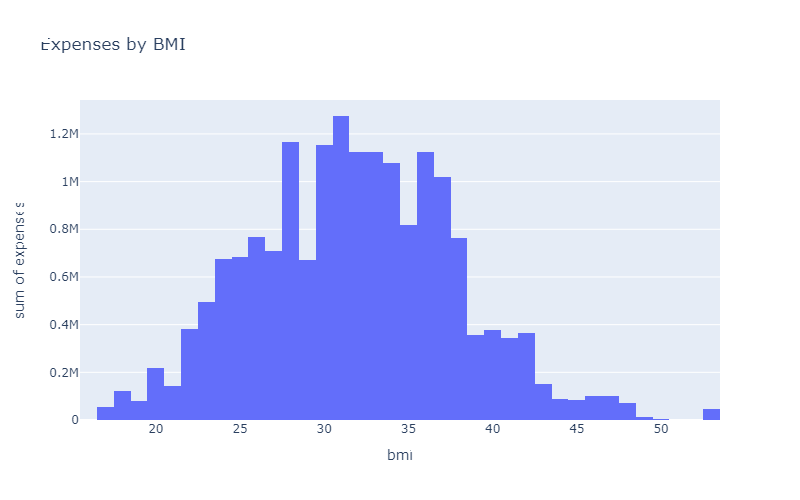 Expenses by BMI
1.2M
1M
0.8M
0.6M
0.4M
0.2M
0
sum of expenses
20 25 30 35 40 45 50
bmi